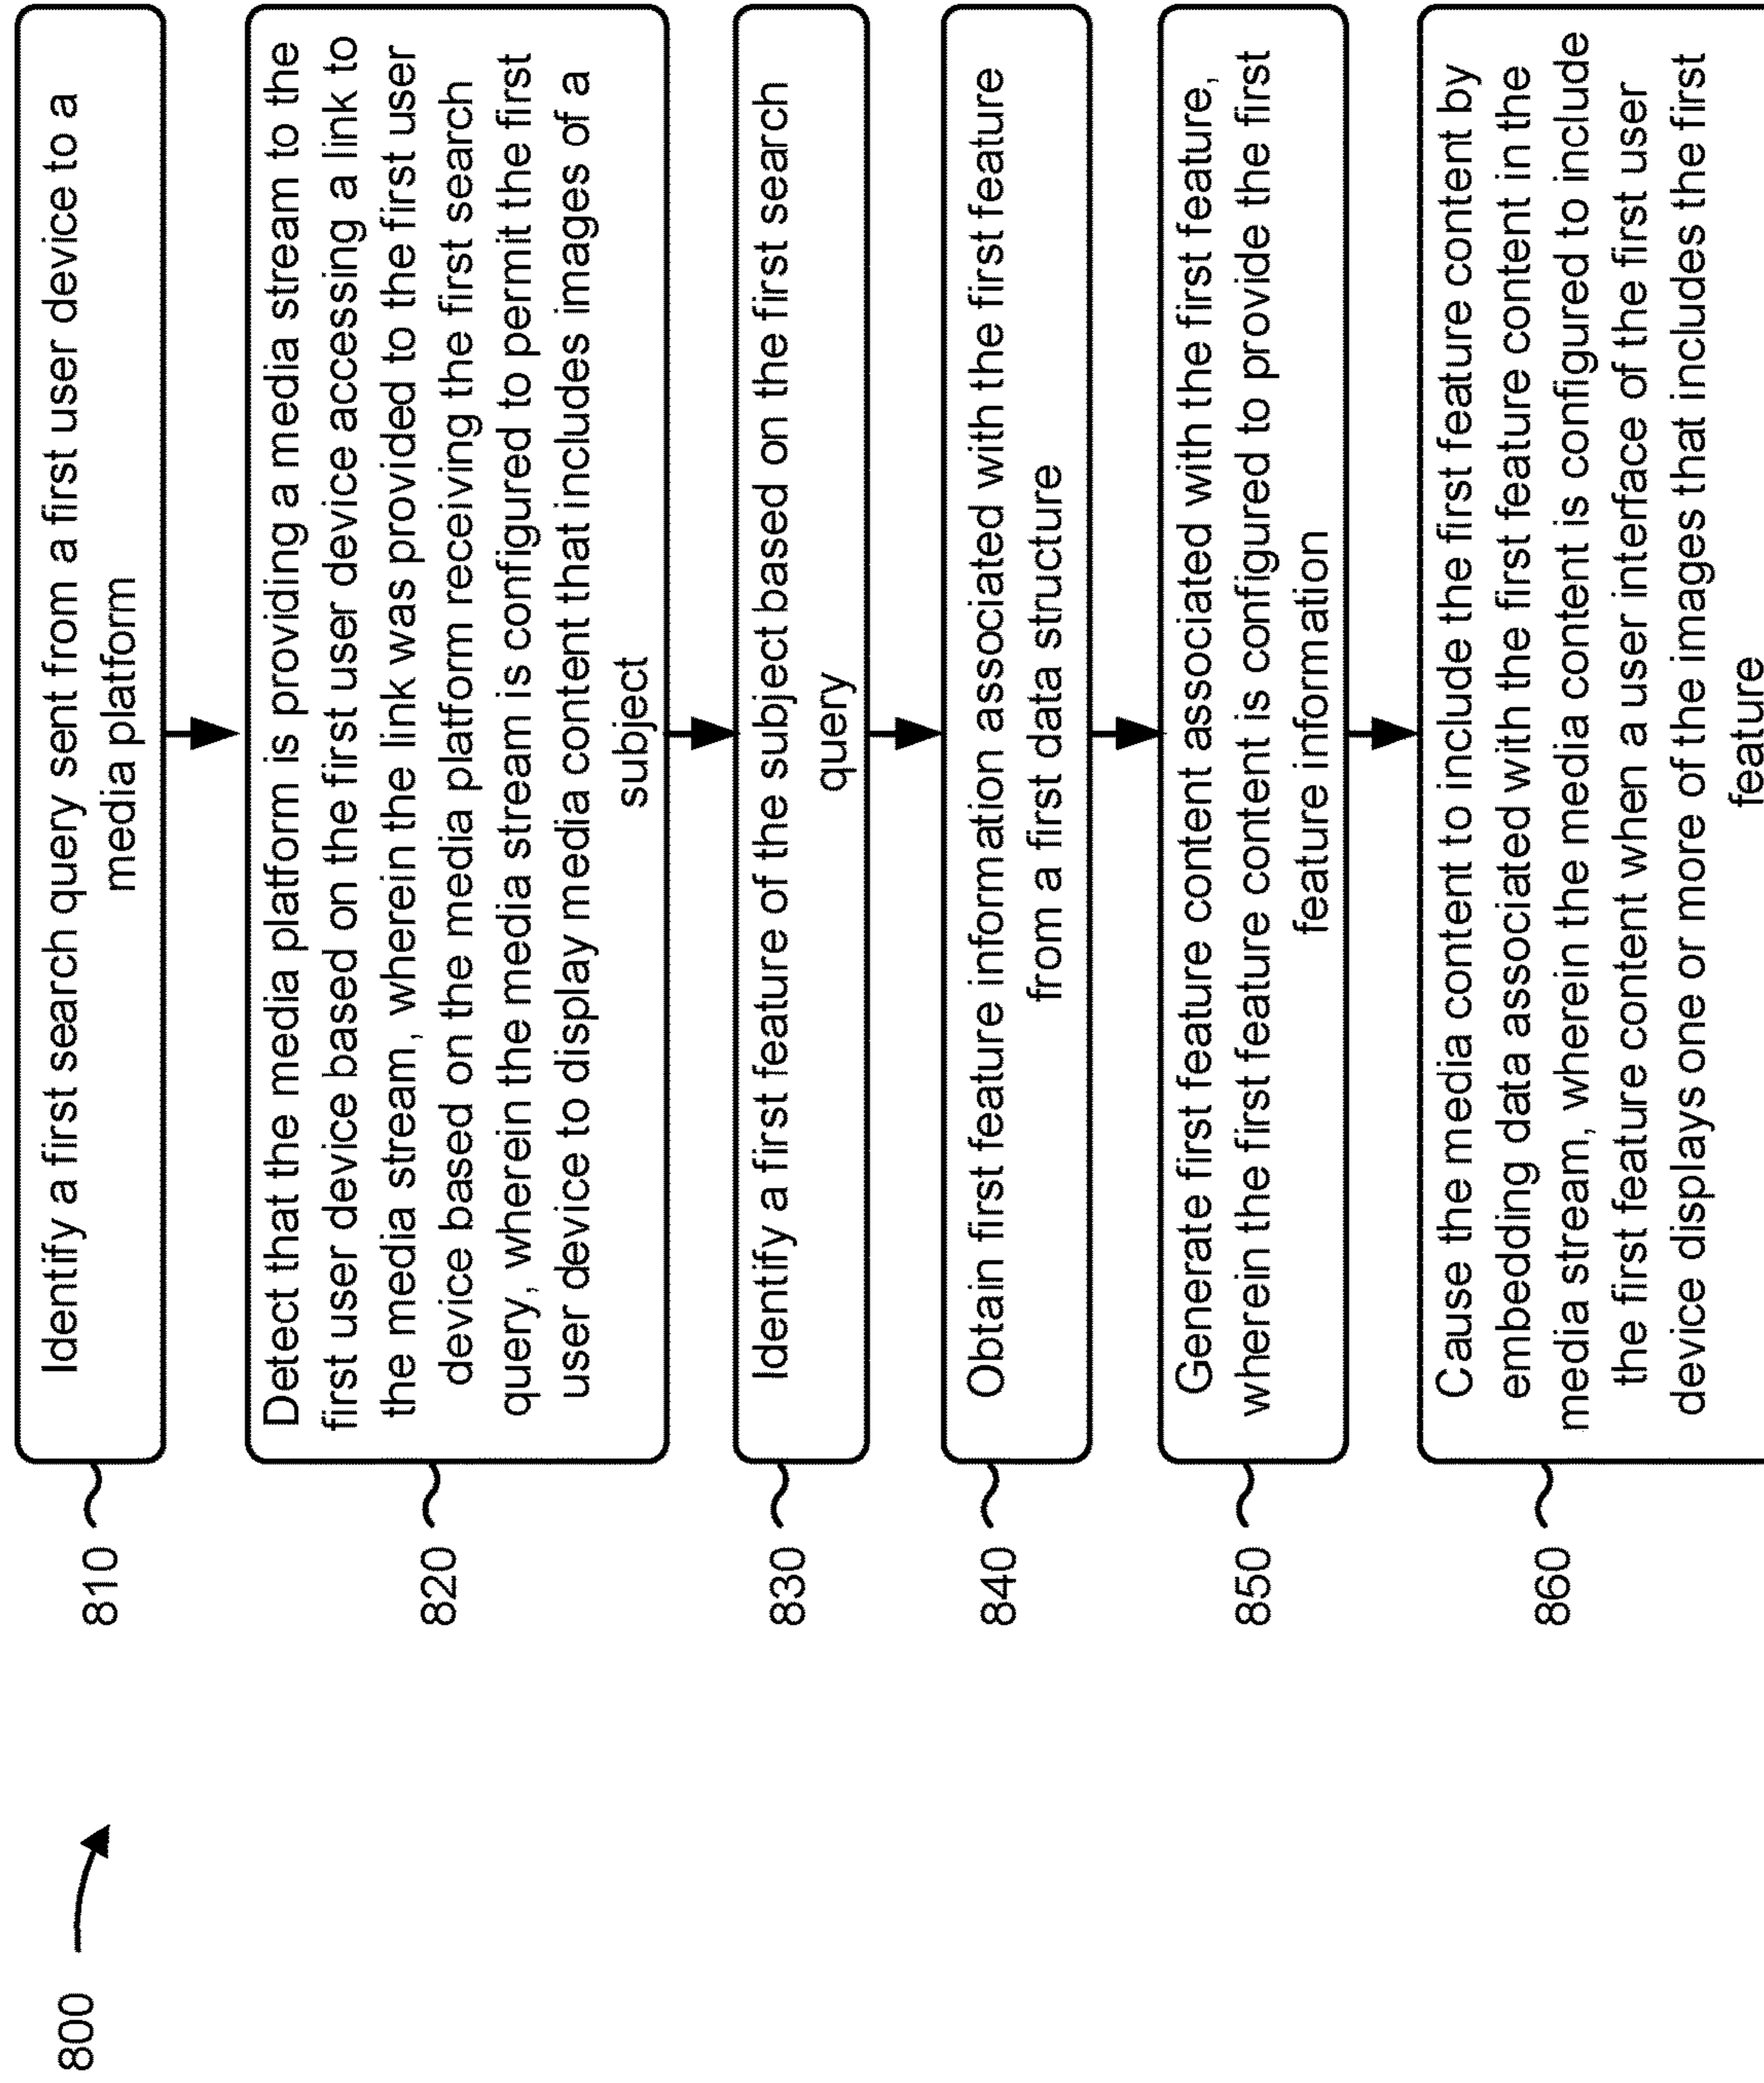 800
810
Identify a first search query sent from a first user device to a
media platform
820
Detect that the media platform is providing a media stream to the
first user device based on the first user device accessing a link to
the media stream, wherein the link was provided to the first user
device based on the media platform receiving the first search
query, wherein the media stream is configured to permit the first
user device to display media content that includes images of a
subject
830
Identify a first feature of the subject based on the first search
query
840
Obtain first feature information associated with the first feature
from a first data structure
850
Generate first feature content associated with the first feature,
wherein the first feature content is configured to provide the first
feature information
860
Cause the media content to include the first feature content by
embedding data associated with the first feature content in the
media stream, wherein the media content is configured to include
the first feature content when a user interface of the first user
device displays one or more of the images that includes the first
feature